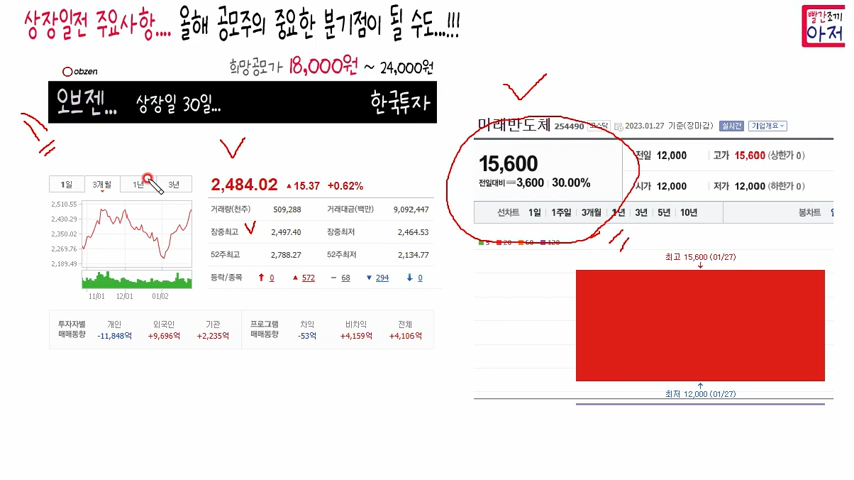 상장일전 주요사항.... 올해 공모주의 중요한 분기점이 될 수도...!!!
빨간조끼
아저
obzen
희망공모가 18,000원 ~ 24,000원
오브젠... 상장일 30일... 한국투자
1일 3개월 1년 3년
2,510.55
2,430.29
2,350.02
2,269.76
2,189.49
11/01 12/01 01/02
2,484.02 ▲15.37 +0.62%
거래량(천주) 509,288 거래대금(백만) 9,092,447
장중최고 2,497.40 장중최저 2,464.53
52주최고 2,788.27 52주최저 2,134.77
등락/종목 ↑ 0 ▲ 572 − 68 ▼ 294 ↓ 0
투자자별 매매동향
개인 외국인 기관
-11,848억 +9,696억 +2,235억
프로그램 매매동향
차익 비차익 전체
-53억 +4,159억 +4,106억
미래반도체 254490 코스닥 2023.01.27 기준(장마감) 실시간 기업개요
15,600
전일대비 3,600 30.00%
전일 12,000 고가 15,600 (상한가 0)
시가 12,000 저가 12,000 (하한가 0)
선차트 1일 1주일 3개월 1년 3년 5년 10년 봉차트
5 20 60 120
최고 15,600 (01/27)
최저 12,000 (01/27)